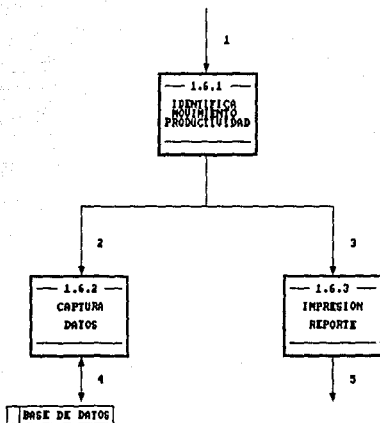 1
1.6.1
IDENTIFICA
MOVIMIENTO
PRODUCTIVIDAD
2
3
1.6.2
CAPTURA
DATOS
1.6.3
IMPRESION
REPORTE
4
5
BASE DE DATOS